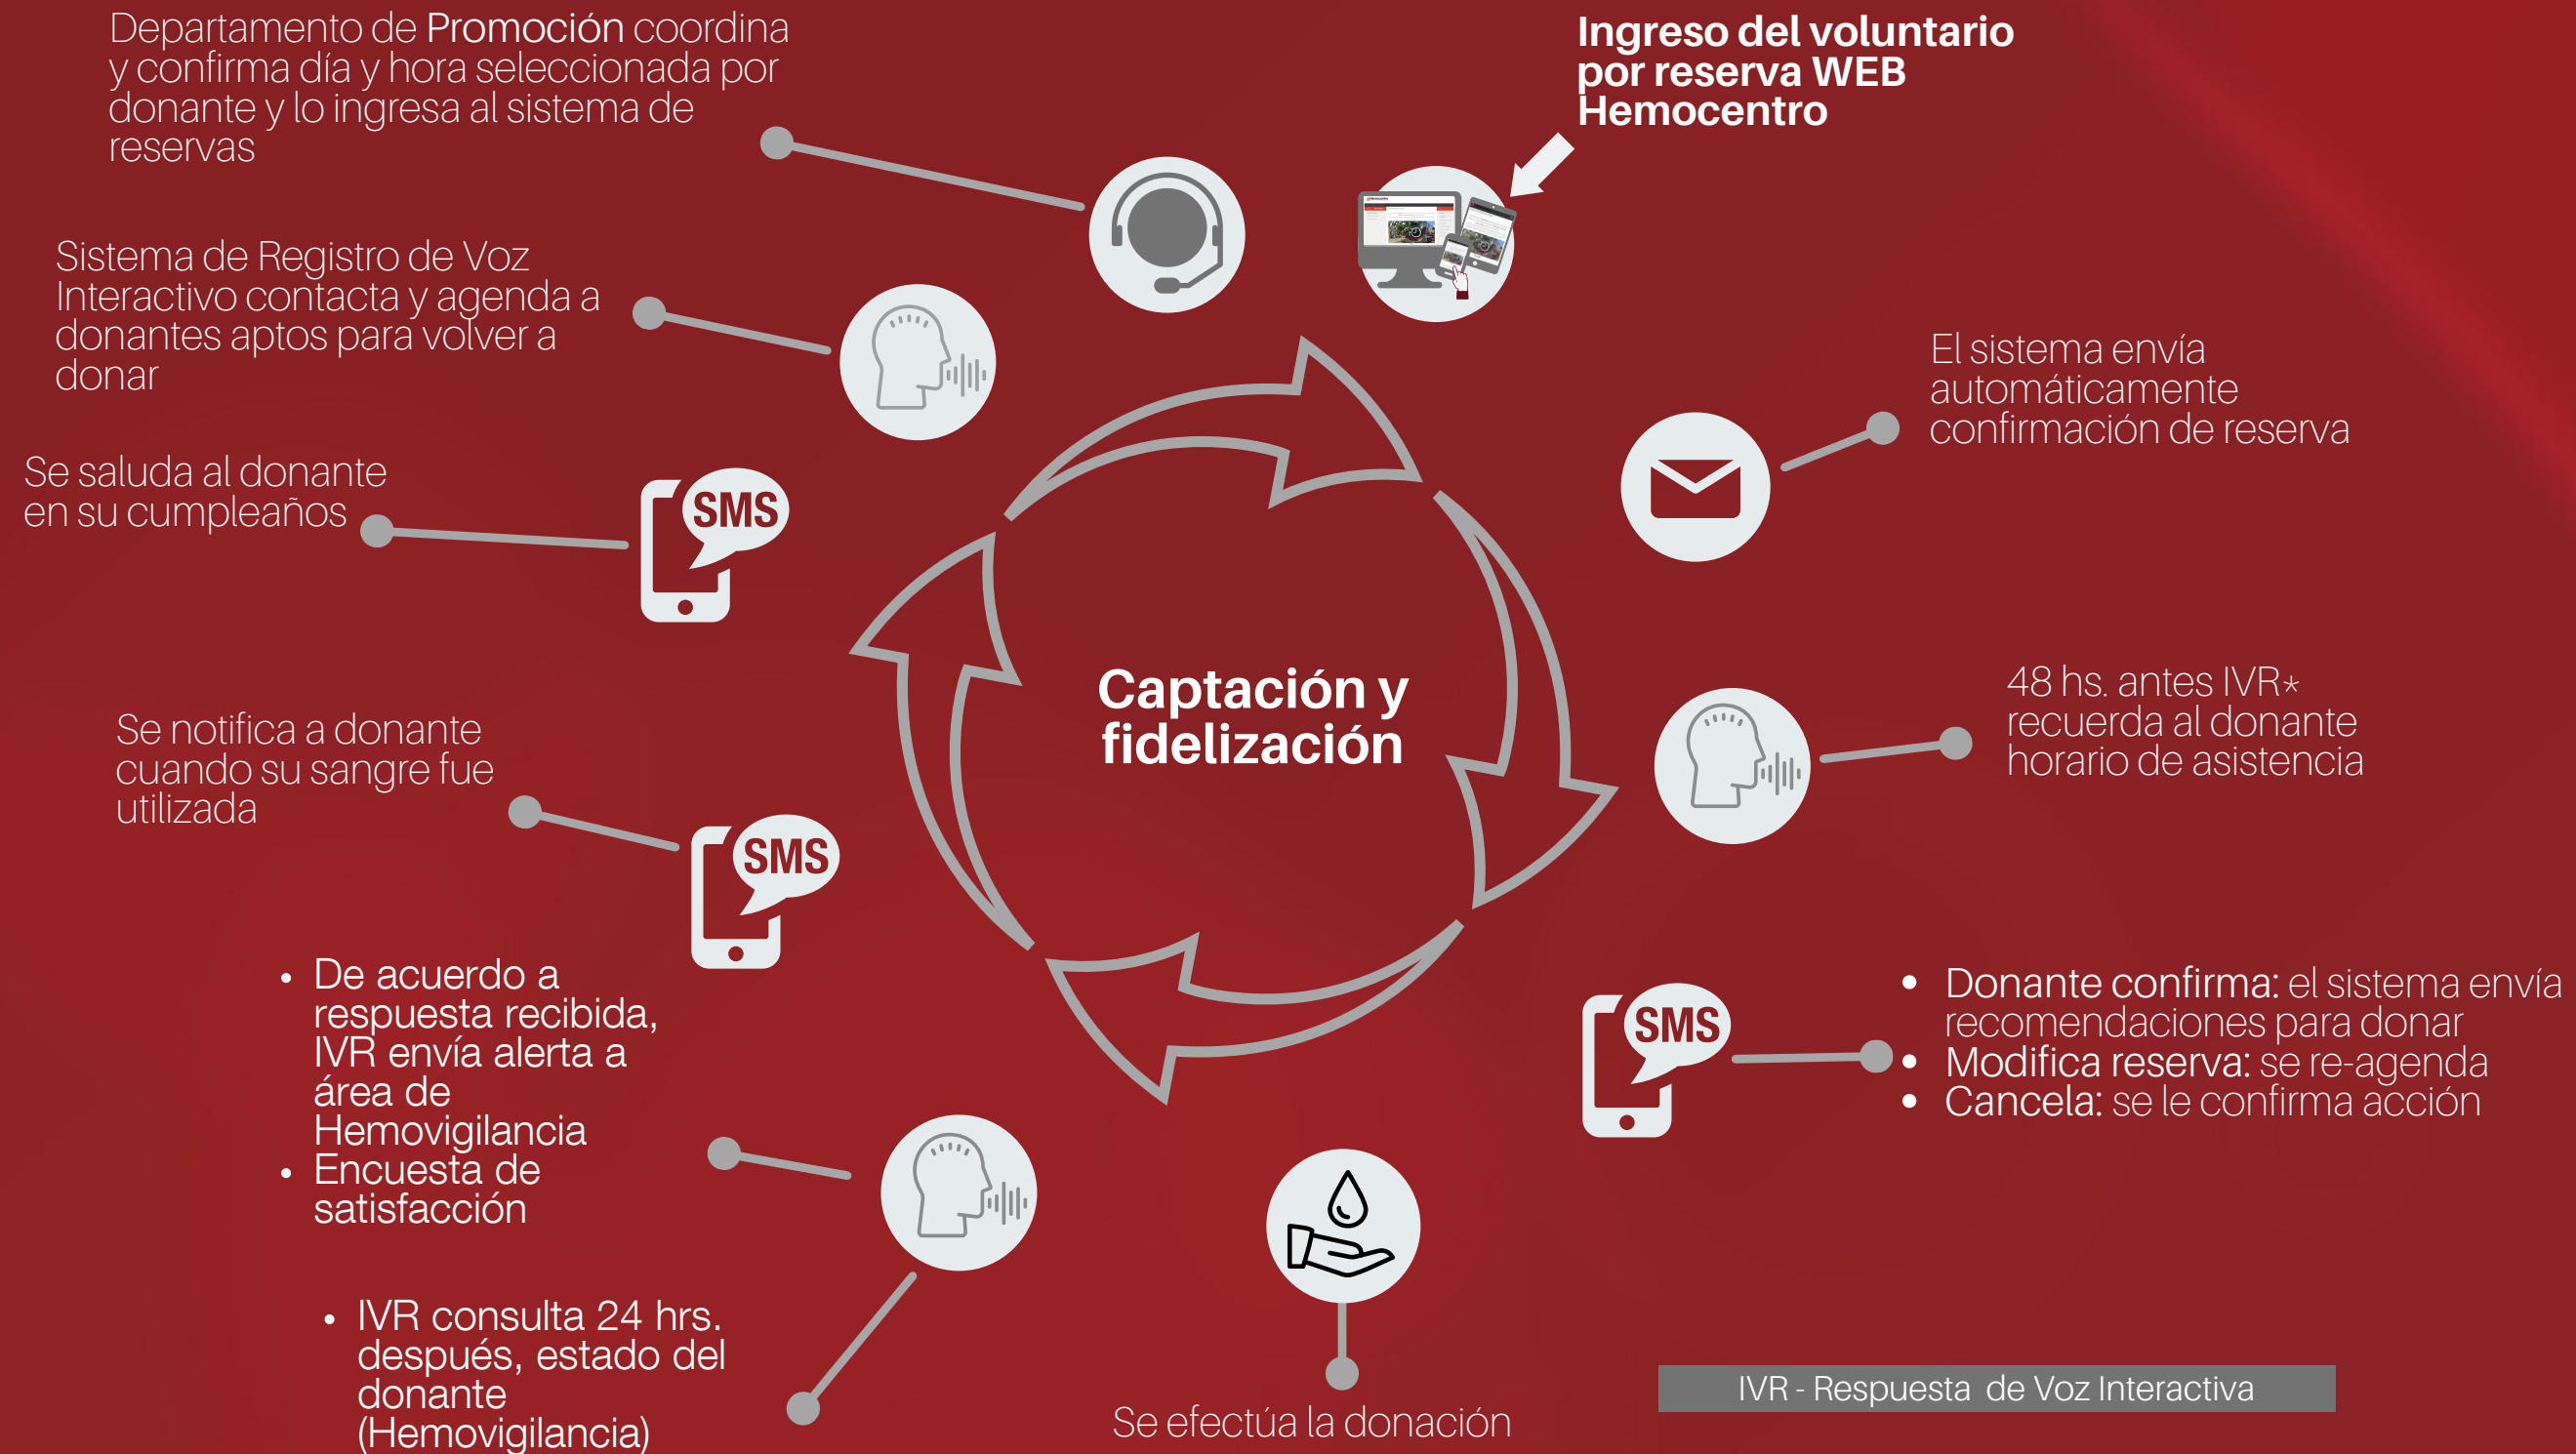 Departamento de Promoción coordina
y confirma día y hora seleccionada por
donante y lo ingresa al sistema de
reservas
Ingreso del voluntario
por reserva WEB
Hemocentro
Sistema de Registro de Voz
Interactivo contacta y agenda a
donantes aptos para volver a
donar
El sistema envía
automáticamente
confirmación de reserva
Se saluda al donante
en su cumpleaños
SMS
Captación y
fidelización
48 hs. antes IVR*
recuerda al donante
horario de asistencia
Se notifica a donante
cuando su sangre fue
utilizada
SMS
• De acuerdo a
respuesta recibida,
IVR envía alerta a
área de
Hemovigilancia
• Encuesta de
satisfacción
SMS
• Donante confirma: el sistema envía
recomendaciones para donar
• Modifica reserva: se re-agenda
• Cancela: se le confirma acción
• IVR consulta 24 hrs.
después, estado del
donante
(Hemovigilancia)
Se efectúa la donación
IVR - Respuesta de Voz Interactiva